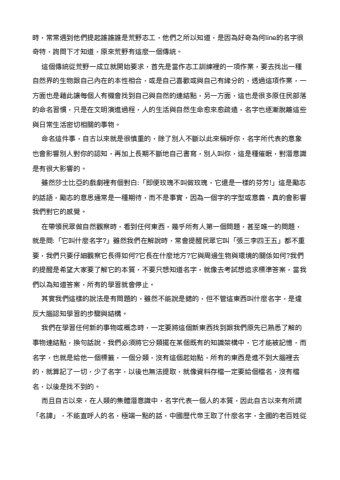 時，常常遇到他們提起誰誰誰是荒野志工，他們之所以知道，是因為好奇為何line的名字很
奇特，詢問下才知道，原來荒野有這麼一個傳統。
這個傳統從荒野一成立就開始要求，首先是當作志工訓練裡的一項作業，要去找出一種
自然界的生物跟自己內在的本性相合，或是自己喜歡或與自己有緣分的，透過這項作業，一
方面也是藉此讓每個人有機會找到自己與自然的連結點，另一方面，這也是很多原住民部落
的命名習慣，只是在文明演進過程，人的生活與自然生命愈來愈疏遠，名字也逐漸脫離這些
與日常生活密切相關的事物。
命名這件事，自古以來就是很慎重的，除了別人不斷以此來稱呼你，名字所代表的意象
也會影響別人對你的認知，再加上長期不斷地自己書寫，別人叫你，這是種催眠，對潛意識
是有很大影響的。
雖然莎士比亞的戲劇裡有個對白:「即使玫瑰不叫做玫瑰，它還是一樣的芬芳!」這是勵志
的話語，勵志的意思通常是一種期待，而不是事實，因為一個字的字型或意義，真的會影響
我們對它的感覺。
在帶領民眾做自然觀察時，看到任何東西，幾乎所有人第一個問題，甚至唯一的問題，
就是問:「它叫什麼名字?」雖然我們在解說時，常會提醒民眾它叫「張三李四王五」都不重
要，我們只要仔細觀察它長得如何?它長在什麼地方?它與周遭生物與環境的關係如何?我們
的提醒是希望大家要了解它的本質，不要只想知道名字，就像去考試想追求標準答案，當我
們以為知道答案，所有的學習就會停止。
其實我們這樣的說法是有問題的，雖然不能說是錯的，但不管這東西叫什麼名字，是違
反大腦認知學習的步驟與結構。
我們在學習任何新的事物或概念時，一定要將這個新東西找到跟我們原先已熟悉了解的
事物連結點，換句話說，我們必須將它分類擺在某個既有的知識架構中，它才能被記憶，而
名字，也就是給他一個標籤，一個分類，沒有這個起始點，所有的東西是進不到大腦裡去
的，就算記了一切，少了名字，以後也無法提取，就像資料存檔一定要給個檔名，沒有檔
名，以後是找不到的。
而且自古以來，在人類的集體潛意識中，名字代表一個人的本質，因此自古以來有所謂
「名諱」，不能直呼人的名，極端一點的話，中國歷代帝王取了什麼名字，全國的老百姓從